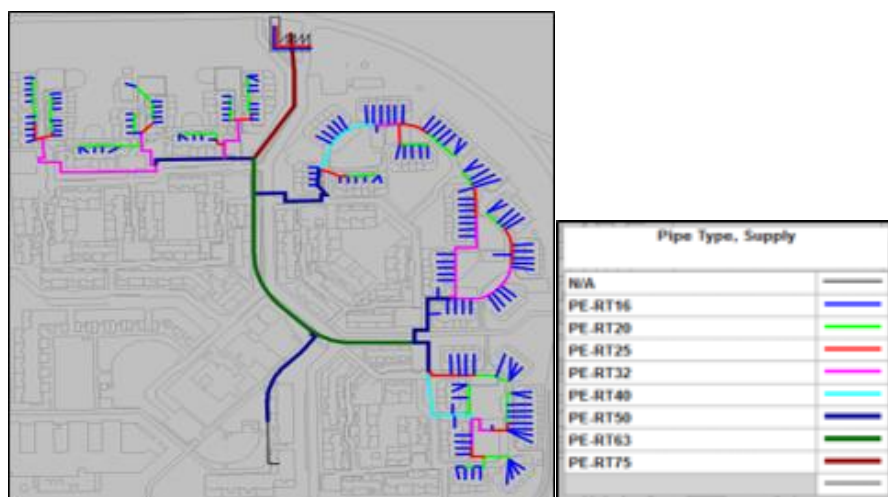 Pipe Type, Supply
N/A
PE-RT16
PE-RT20
PE-RT25
PE-RT32
PE-RT40
PE-RT50
PE-RT63
PE-RT75